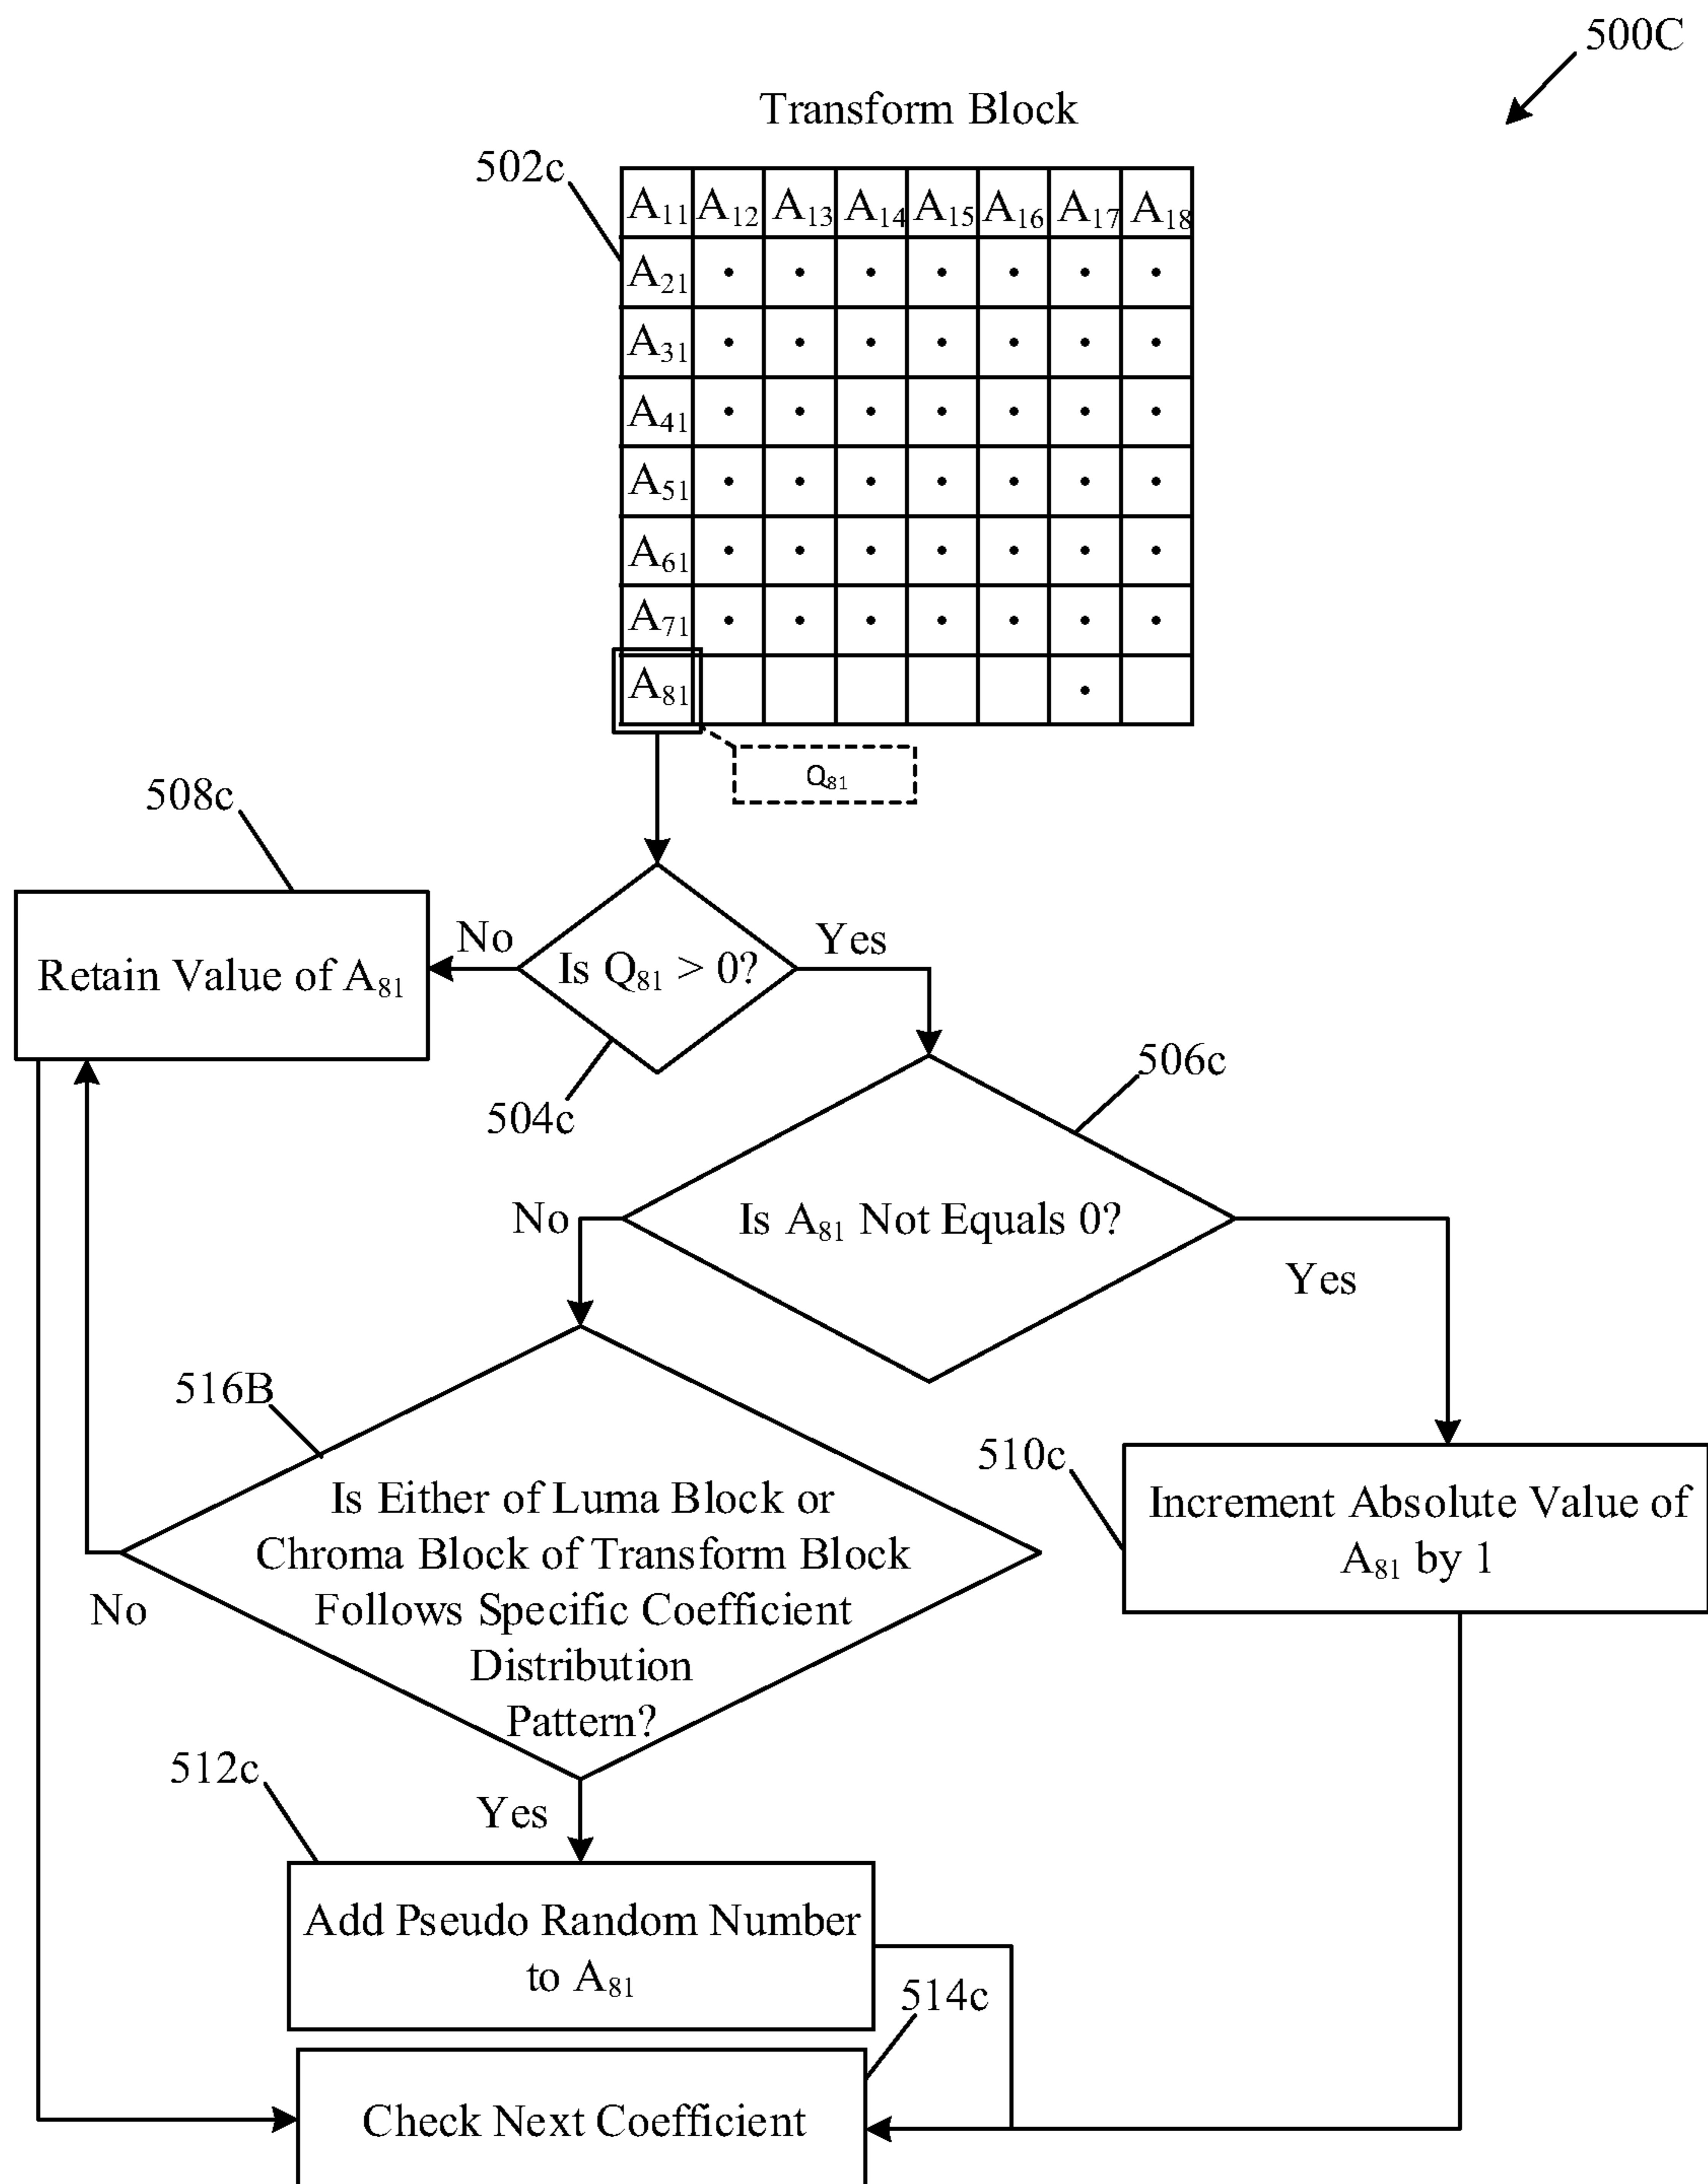 500C
Transform Block
502c
A11 A12 A13 A14 A15 A16 A17 A18
A21
A31
A41
A51
A61
A71
A81
Q81
508c
No
Yes
Retain Value of A81
Is Q81 > 0?
504c
506c
No
Is A81 Not Equals 0?
Yes
516B
510c
Is Either of Luma Block or
Chroma Block of Transform Block
Follows Specific Coefficient
Distribution
Pattern?
Increment Absolute Value of
A81 by 1
No
512c
Yes
Add Pseudo Random Number
to A81
514c
Check Next Coefficient